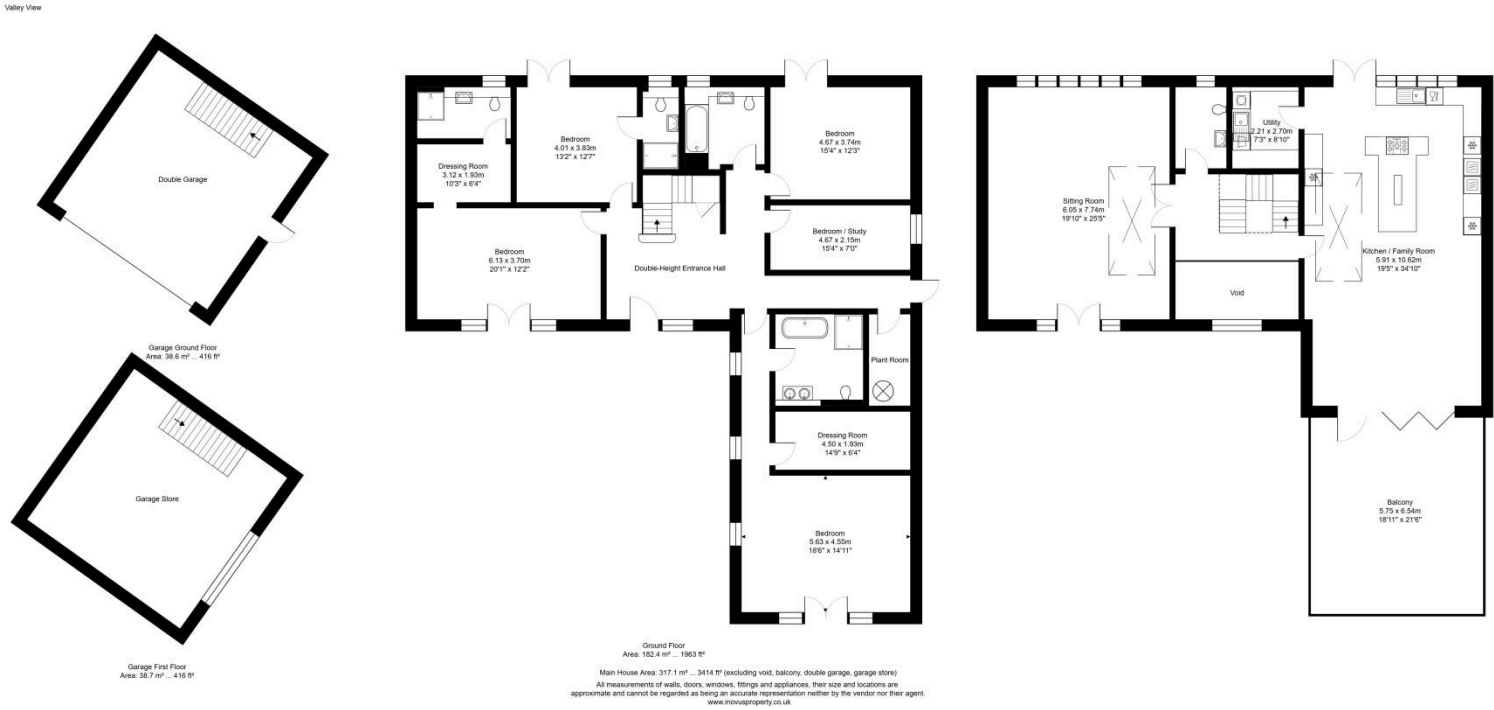 Valley View
Double Garage
Garage Ground Floor
Area: 38.6 m² ... 416 ft²
Garage Store
Garage First Floor
Area: 38.7 m² ... 416 ft²
Bedroom
4.01 x 3.83m
13'2" x 12'7"
Dressing Room
3.12 x 1.93m
10'3" x 6'4"
Bedroom
4.67 x 3.74m
15'4" x 12'3"
Bedroom / Study
4.67 x 2.15m
15'4" x 7'0"
Bedroom
6.13 x 3.70m
20'1" x 12'2"
Double-Height Entrance Hall
Plant Room
Dressing Room
4.50 x 1.93m
14'9" x 6'4"
Bedroom
5.63 x 4.55m
18'6" x 14'11"
Ground Floor
Area: 182.4 m² ... 1963 ft²
Utility
2.21 x 2.70m
7'3" x 8'10"
Sitting Room
6.05 x 7.74m
19'10" x 25'5"
Kitchen / Family Room
5.91 x 10.62m
19'5" x 34'10"
Void
Balcony
5.75 x 6.54m
18'11" x 21'6"
Main House Area: 317.1 m² ... 3414 ft² (excluding void, balcony, double garage, garage store)
All measurements of walls, doors, windows, fittings and appliances, their size and locations are
approximate and cannot be regarded as being an accurate representation neither by the vendor nor their agent.
www.inovusproperty.co.uk